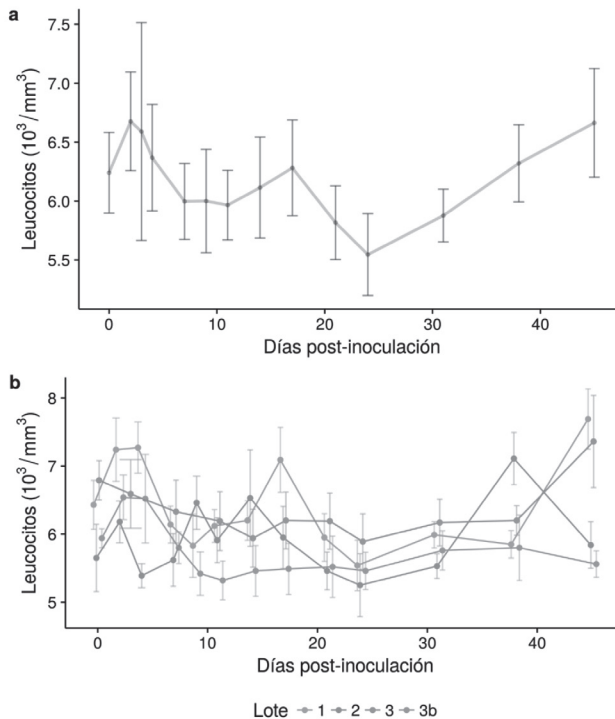 a
7.5
7.0
6.5
6.0
5.5
Leucocitos (10³/mm³)
0 10 20 30 40
Días post-inoculación
b
8
7
6
5
Leucocitos (10³/mm³)
0 10 20 30 40
Días post-inoculación
Lote 1 2 3 3b